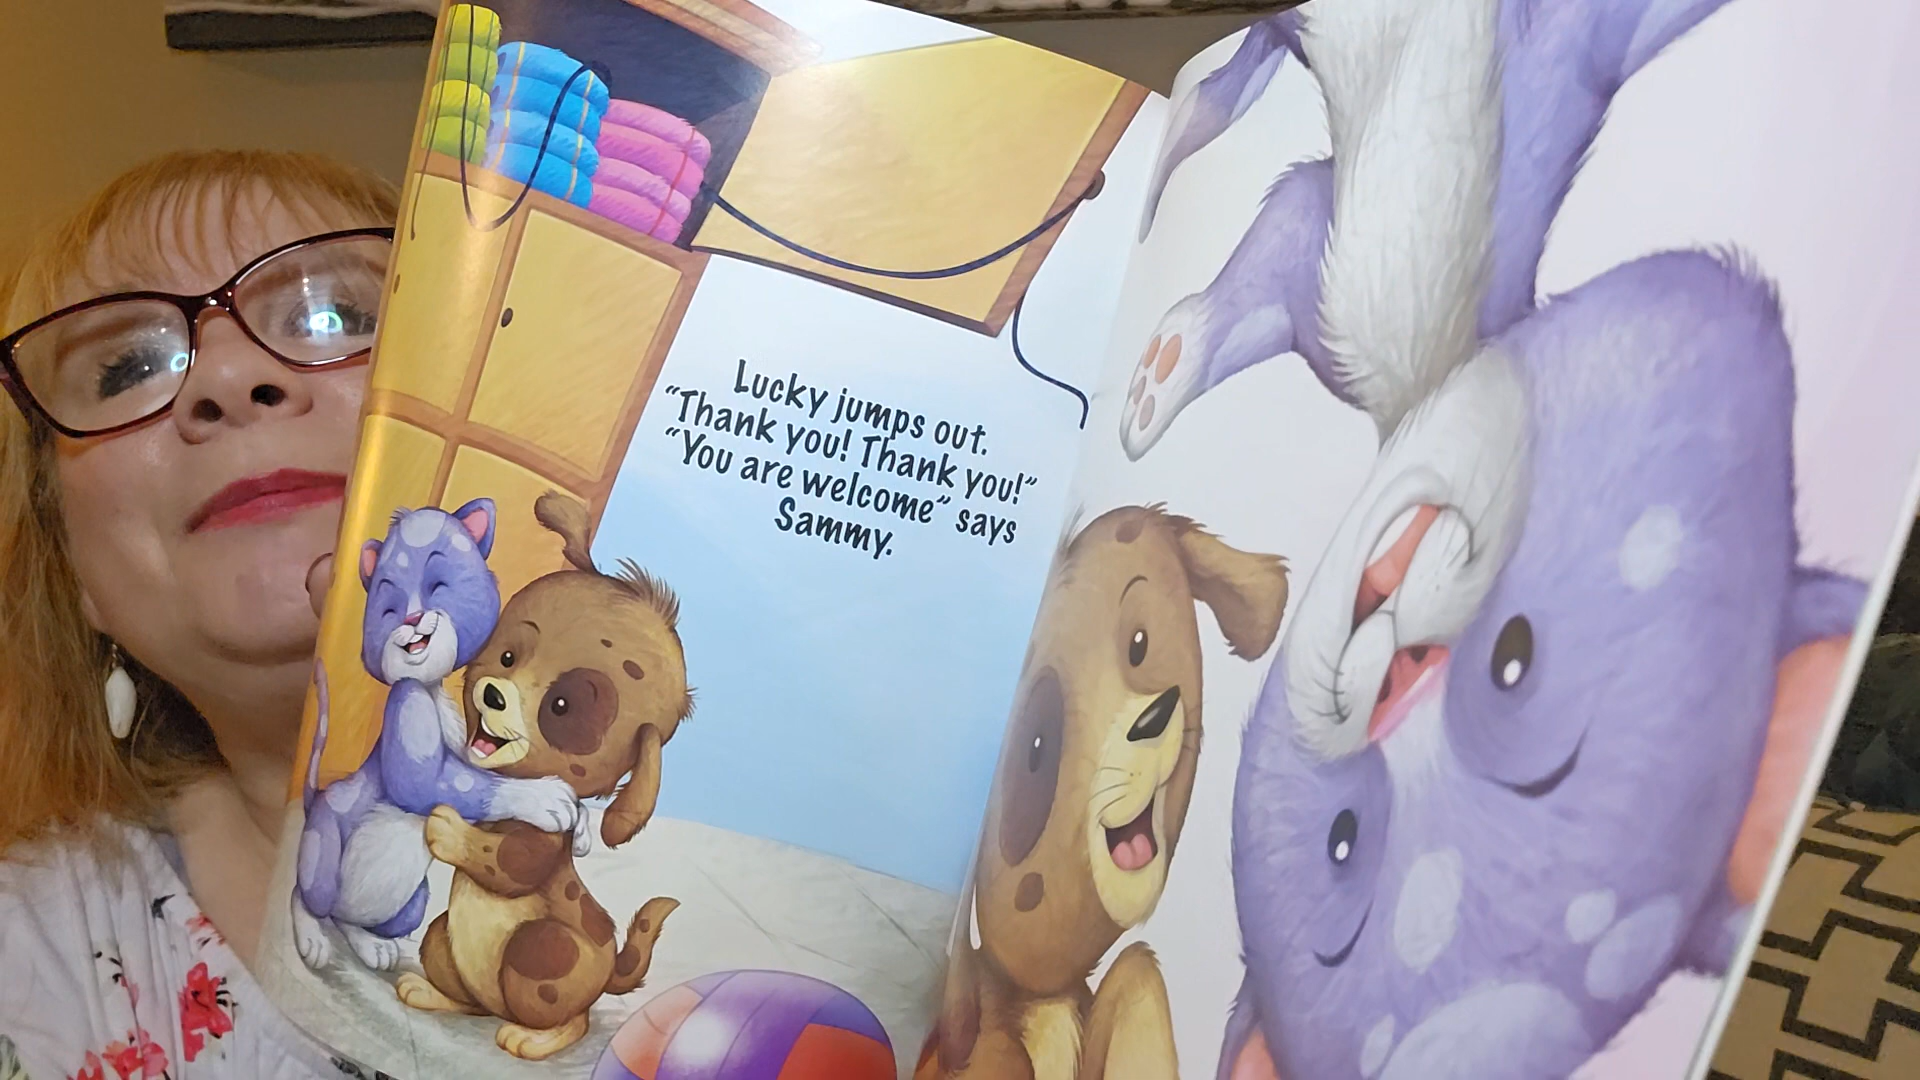 Lucky jumps out.
“Thank you! Thank you!”
“You are welcome” says
Sammy.